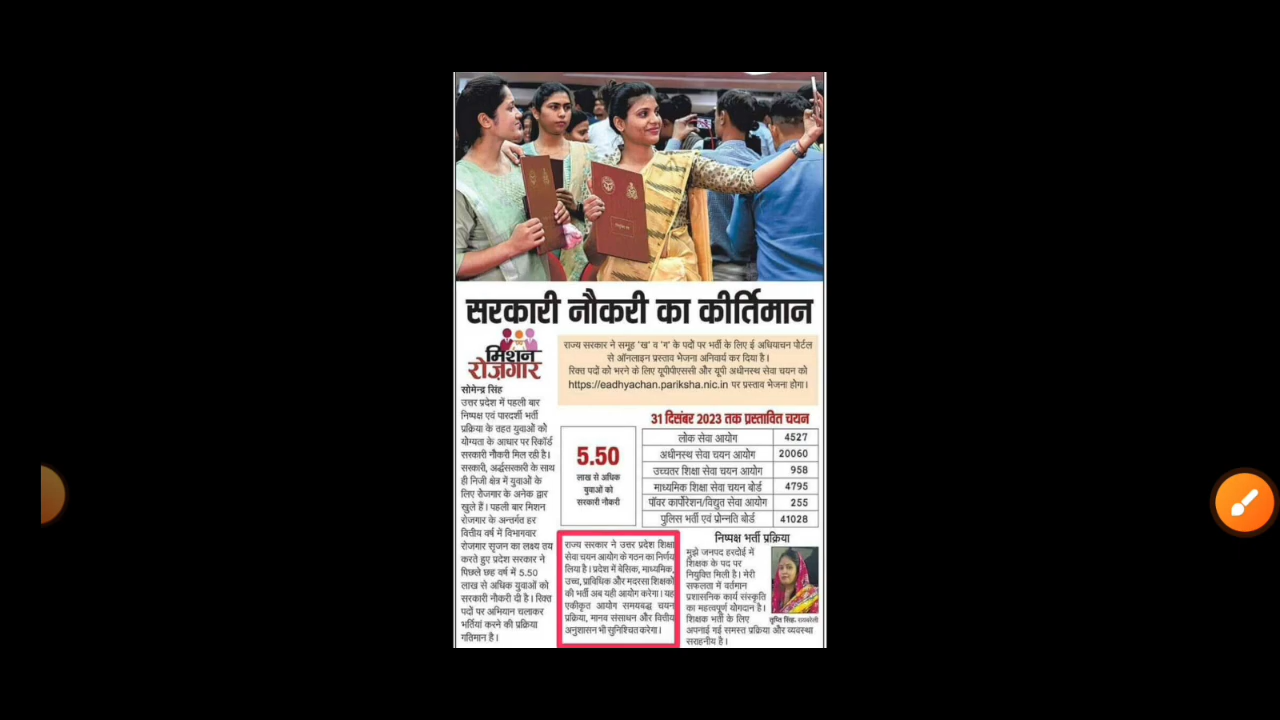 सरकारी नौकरी का कीर्तिमान
मिशन
रोज़गार
राज्य सरकार ने समूह 'ख' व 'ग' के पदों पर भर्ती के लिए ई अधियाचन पोर्टल
से ऑनलाइन प्रस्ताव भेजना अनिवार्य कर दिया है।
रिक्त पदों को भरने के लिए यूपीपीएससी और यूपी अधीनस्थ सेवा चयन को
https://eadhyachan.pariksha.nic.in पर प्रस्ताव भेजना होगा।
सोमेन्द्र सिंह
उत्तर प्रदेश में पहली बार
निष्पक्ष एवं पारदर्शी भर्ती
प्रक्रिया के तहत युवाओं को
योग्यता के आधार पर रिकॉर्ड
सरकारी नौकरी मिल रही है।
सरकारी, अर्द्धसरकारी के साथ
ही निजी क्षेत्र में युवाओं के
लिए रोजगार के अनेक द्वार
खुले हैं। पहली बार मिशन
रोजगार के अन्तर्गत हर
वित्तीय वर्ष में विभागवार
रोजगार सृजन का लक्ष्य तय
करते हुए प्रदेश सरकार ने
पिछले छह वर्ष में 5.50
लाख से अधिक युवाओं को
सरकारी नौकरी दी है। रिक्त
पदों पर अभियान चलाकर
भर्तियां करने की प्रक्रिया
गतिमान है।
5.50
लाख से अधिक
युवाओं को
सरकारी नौकरी
31 दिसंबर 2023 तक प्रस्तावित चयन
लोक सेवा आयोग 4527
अधीनस्थ सेवा चयन आयोग 20060
उच्चतर शिक्षा सेवा चयन आयोग 958
माध्यमिक शिक्षा सेवा चयन बोर्ड 4795
पॉवर कार्पोरेशन/विद्युत सेवा आयोग 255
पुलिस भर्ती एवं प्रोन्नति बोर्ड 41028
राज्य सरकार ने उत्तर प्रदेश शिक्षा
सेवा चयन आयोग के गठन का निर्णय
लिया है। प्रदेश में बेसिक, माध्यमिक,
उच्च, प्राविधिक और मदरसा शिक्षकों
की भर्ती अब यही आयोग करेगा। यह
एकीकृत आयोग समयबद्ध चयन
प्रक्रिया, मानव संसाधन और वित्तीय
अनुशासन भी सुनिश्चित करेगा।
निष्पक्ष भर्ती प्रक्रिया
मुझे जनपद हरदोई में
शिक्षक के पद पर
नियुक्ति मिली है। मेरी
सफलता में वर्तमान
प्रशासनिक कार्य संस्कृति
का महत्वपूर्ण योगदान है।
शिक्षक भर्ती के लिए
अपनाई गई समस्त प्रक्रिया और व्यवस्था
सराहनीय है।
तृप्ति सिंह- रायबरेली